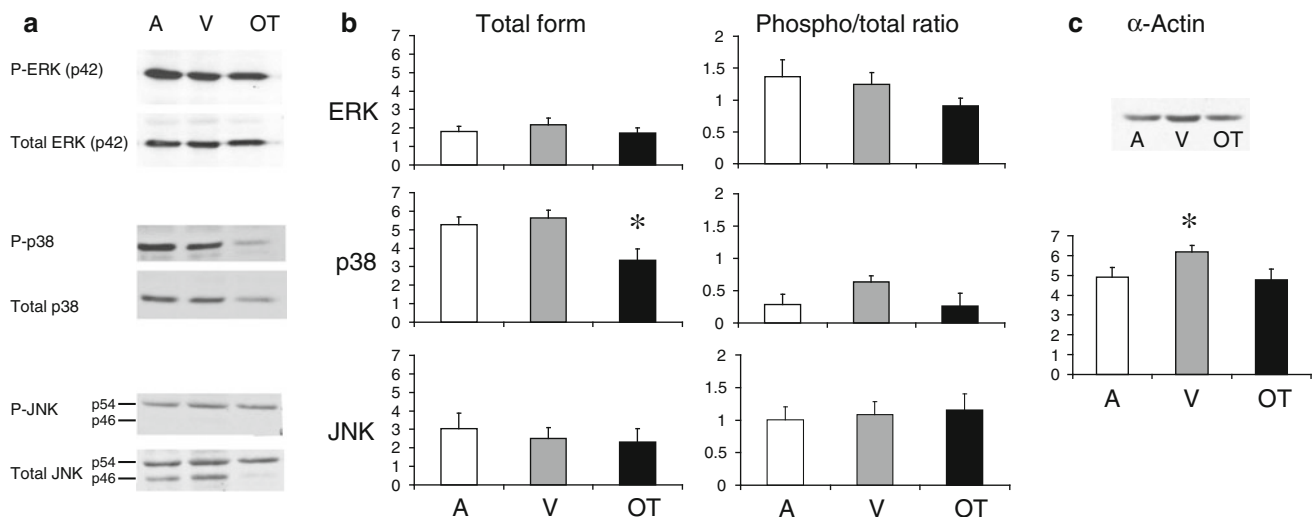 a A V OT
P-ERK (p42)
Total ERK (p42)
P-p38
Total p38
P-JNK p54
p46
Total JNK p54
p46
b Total form Phospho/total ratio
ERK
7
6
5
4
3
2
1
0
2
1.5
1
0.5
0
p38
7
6
5
4
3
2
1
0
*
2
1.5
1
0.5
0
JNK
7
6
5
4
3
2
1
0
A V OT
2
1.5
1
0.5
0
A V OT
c α-Actin
A V OT
7
6
5
4
3
2
1
0
*
A V OT